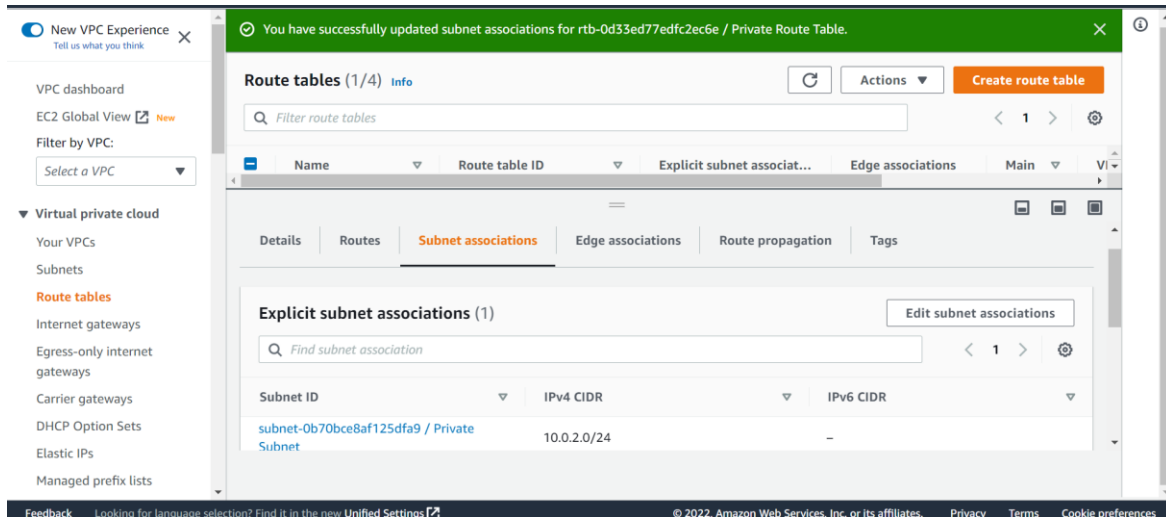 New VPC Experience
Tell us what you think
VPC dashboard
EC2 Global View New
Filter by VPC:
Select a VPC
Virtual private cloud
Your VPCs
Subnets
Route tables
Internet gateways
Egress-only internet
gateways
Carrier gateways
DHCP Option Sets
Elastic IPs
Managed prefix lists
You have successfully updated subnet associations for rtb-0d33ed77edfc2ec6e / Private Route Table.
Route tables (1/4) Info
Actions
Create route table
Filter route tables
1
Name Route table ID Explicit subnet associat... Edge associations Main
Details Routes Subnet associations Edge associations Route propagation Tags
Explicit subnet associations (1)
Edit subnet associations
Find subnet association
1
Subnet ID IPv4 CIDR IPv6 CIDR
subnet-0b70bce8af125dfa9 / Private
Subnet
10.0.2.0/24 –
Feedback Looking for language selection? Find it in the new Unified Settings © 2022, Amazon Web Services, Inc. or its affiliates. Privacy Terms Cookie preferences